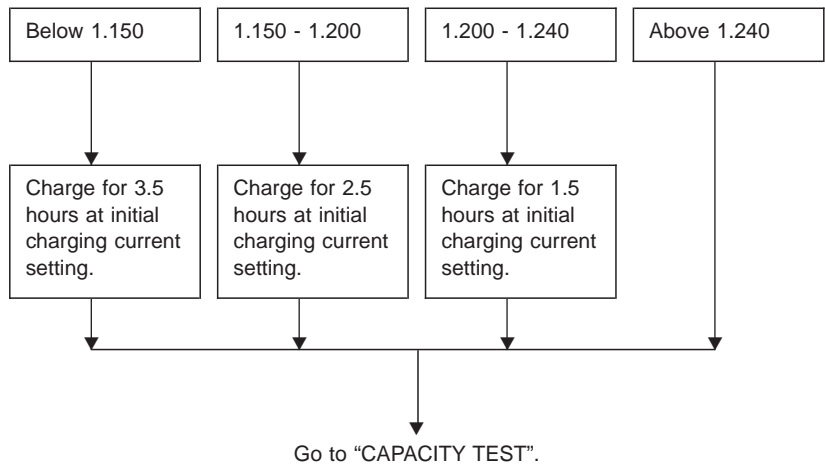 Below 1.150
1.150 - 1.200
1.200 - 1.240
Above 1.240
Charge for 3.5
hours at initial
charging current
setting.
Charge for 2.5
hours at initial
charging current
setting.
Charge for 1.5
hours at initial
charging current
setting.
Go to “CAPACITY TEST”.